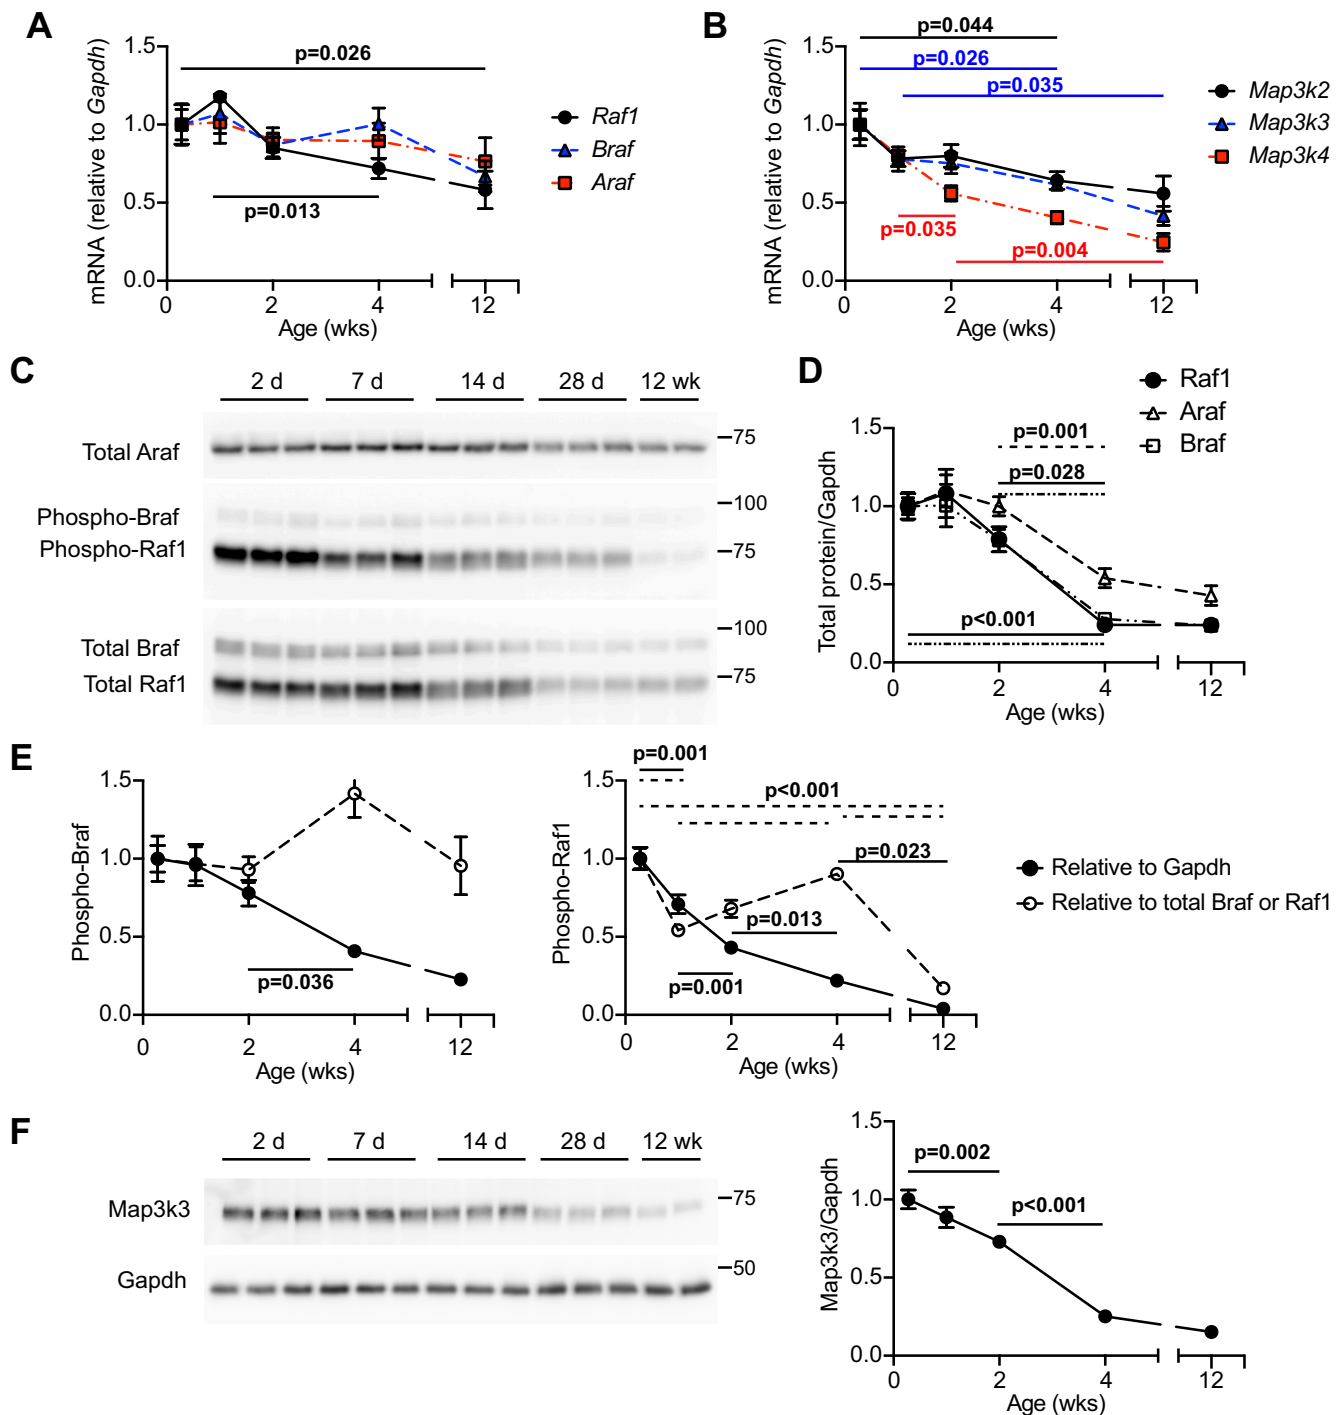 A
mRNA (relative to Gapdh)
1.5
1.0
0.5
0.0
p=0.026
p=0.013
Raf1
Braf
Araf
0
2
4
12
Age (wks)
B
mRNA (relative to Gapdh)
1.5
1.0
0.5
0.0
p=0.044
p=0.026
p=0.035
p=0.035
p=0.004
Map3k2
Map3k3
Map3k4
0
2
4
12
Age (wks)
C
2 d
7 d
14 d
28 d
12 wk
Total Araf
75
Phospho-Braf
100
Phospho-Raf1
75
Total Braf
100
Total Raf1
75
D
Raf1
Araf
Braf
Total protein/Gapdh
1.5
1.0
0.5
0.0
p=0.001
p=0.028
p<0.001
0
2
4
12
Age (wks)
E
Phospho-Braf
1.5
1.0
0.5
0.0
p=0.036
0
2
4
12
Age (wks)
Phospho-Raf1
1.5
1.0
0.5
0.0
p=0.001
p<0.001
p=0.023
p=0.013
p=0.001
0
2
4
12
Age (wks)
Relative to Gapdh
Relative to total Braf or Raf1
F
2 d
7 d
14 d
28 d
12 wk
Map3k3
75
Gapdh
50
Map3k3/Gapdh
1.5
1.0
0.5
0.0
p=0.002
p<0.001
0
2
4
12
Age (wks)